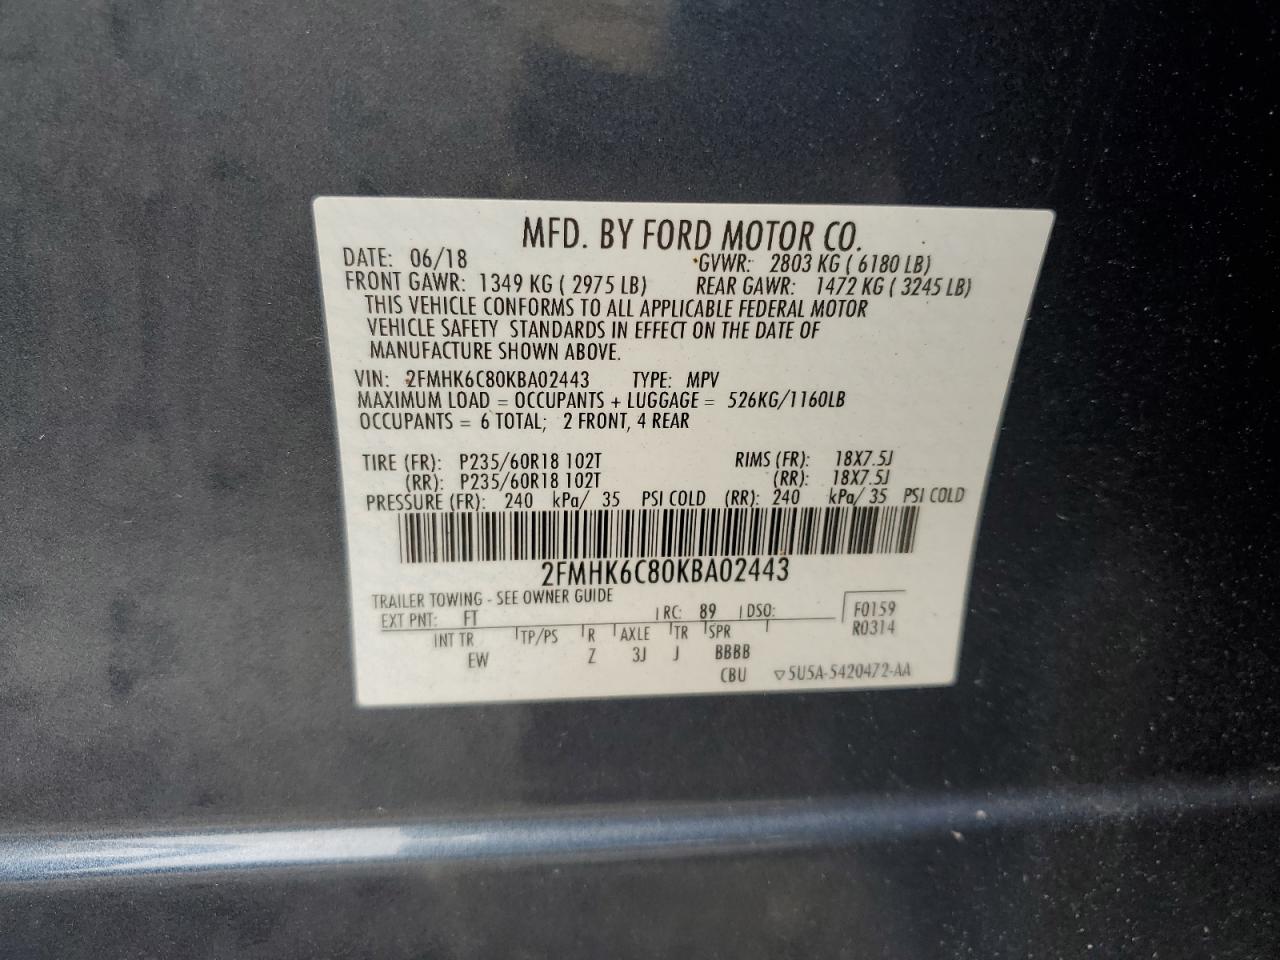 MFD. BY FORD MOTOR CO.
DATE: 06/18 GVWR: 2803 KG ( 6180 LB)
FRONT GAWR: 1349 KG ( 2975 LB) REAR GAWR: 1472 KG ( 3245 LB)
THIS VEHICLE CONFORMS TO ALL APPLICABLE FEDERAL MOTOR
VEHICLE SAFETY STANDARDS IN EFFECT ON THE DATE OF
MANUFACTURE SHOWN ABOVE.
VIN: 2FMHK6C80KBA02443 TYPE: MPV
MAXIMUM LOAD = OCCUPANTS + LUGGAGE = 526KG/1160LB
OCCUPANTS = 6 TOTAL; 2 FRONT, 4 REAR
TIRE (FR): P235/60R18 102T RIMS (FR): 18X7.5J
(RR): P235/60R18 102T (RR): 18X7.5J
PRESSURE (FR): 240 kPa/ 35 PSI COLD (RR): 240 kPa/ 35 PSI COLD
2FMHK6C80KBA02443
TRAILER TOWING - SEE OWNER GUIDE
EXT PNT: FT RC: 89 DSO: F0159
R0314
INT TR TP/PS R AXLE TR SPR
EW Z 3J J BBBB
CBU ▽5U5A-5420472-AA